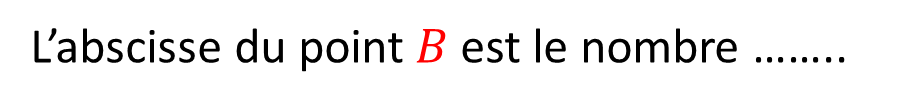 L’abscisse du point B est le nombre ……..